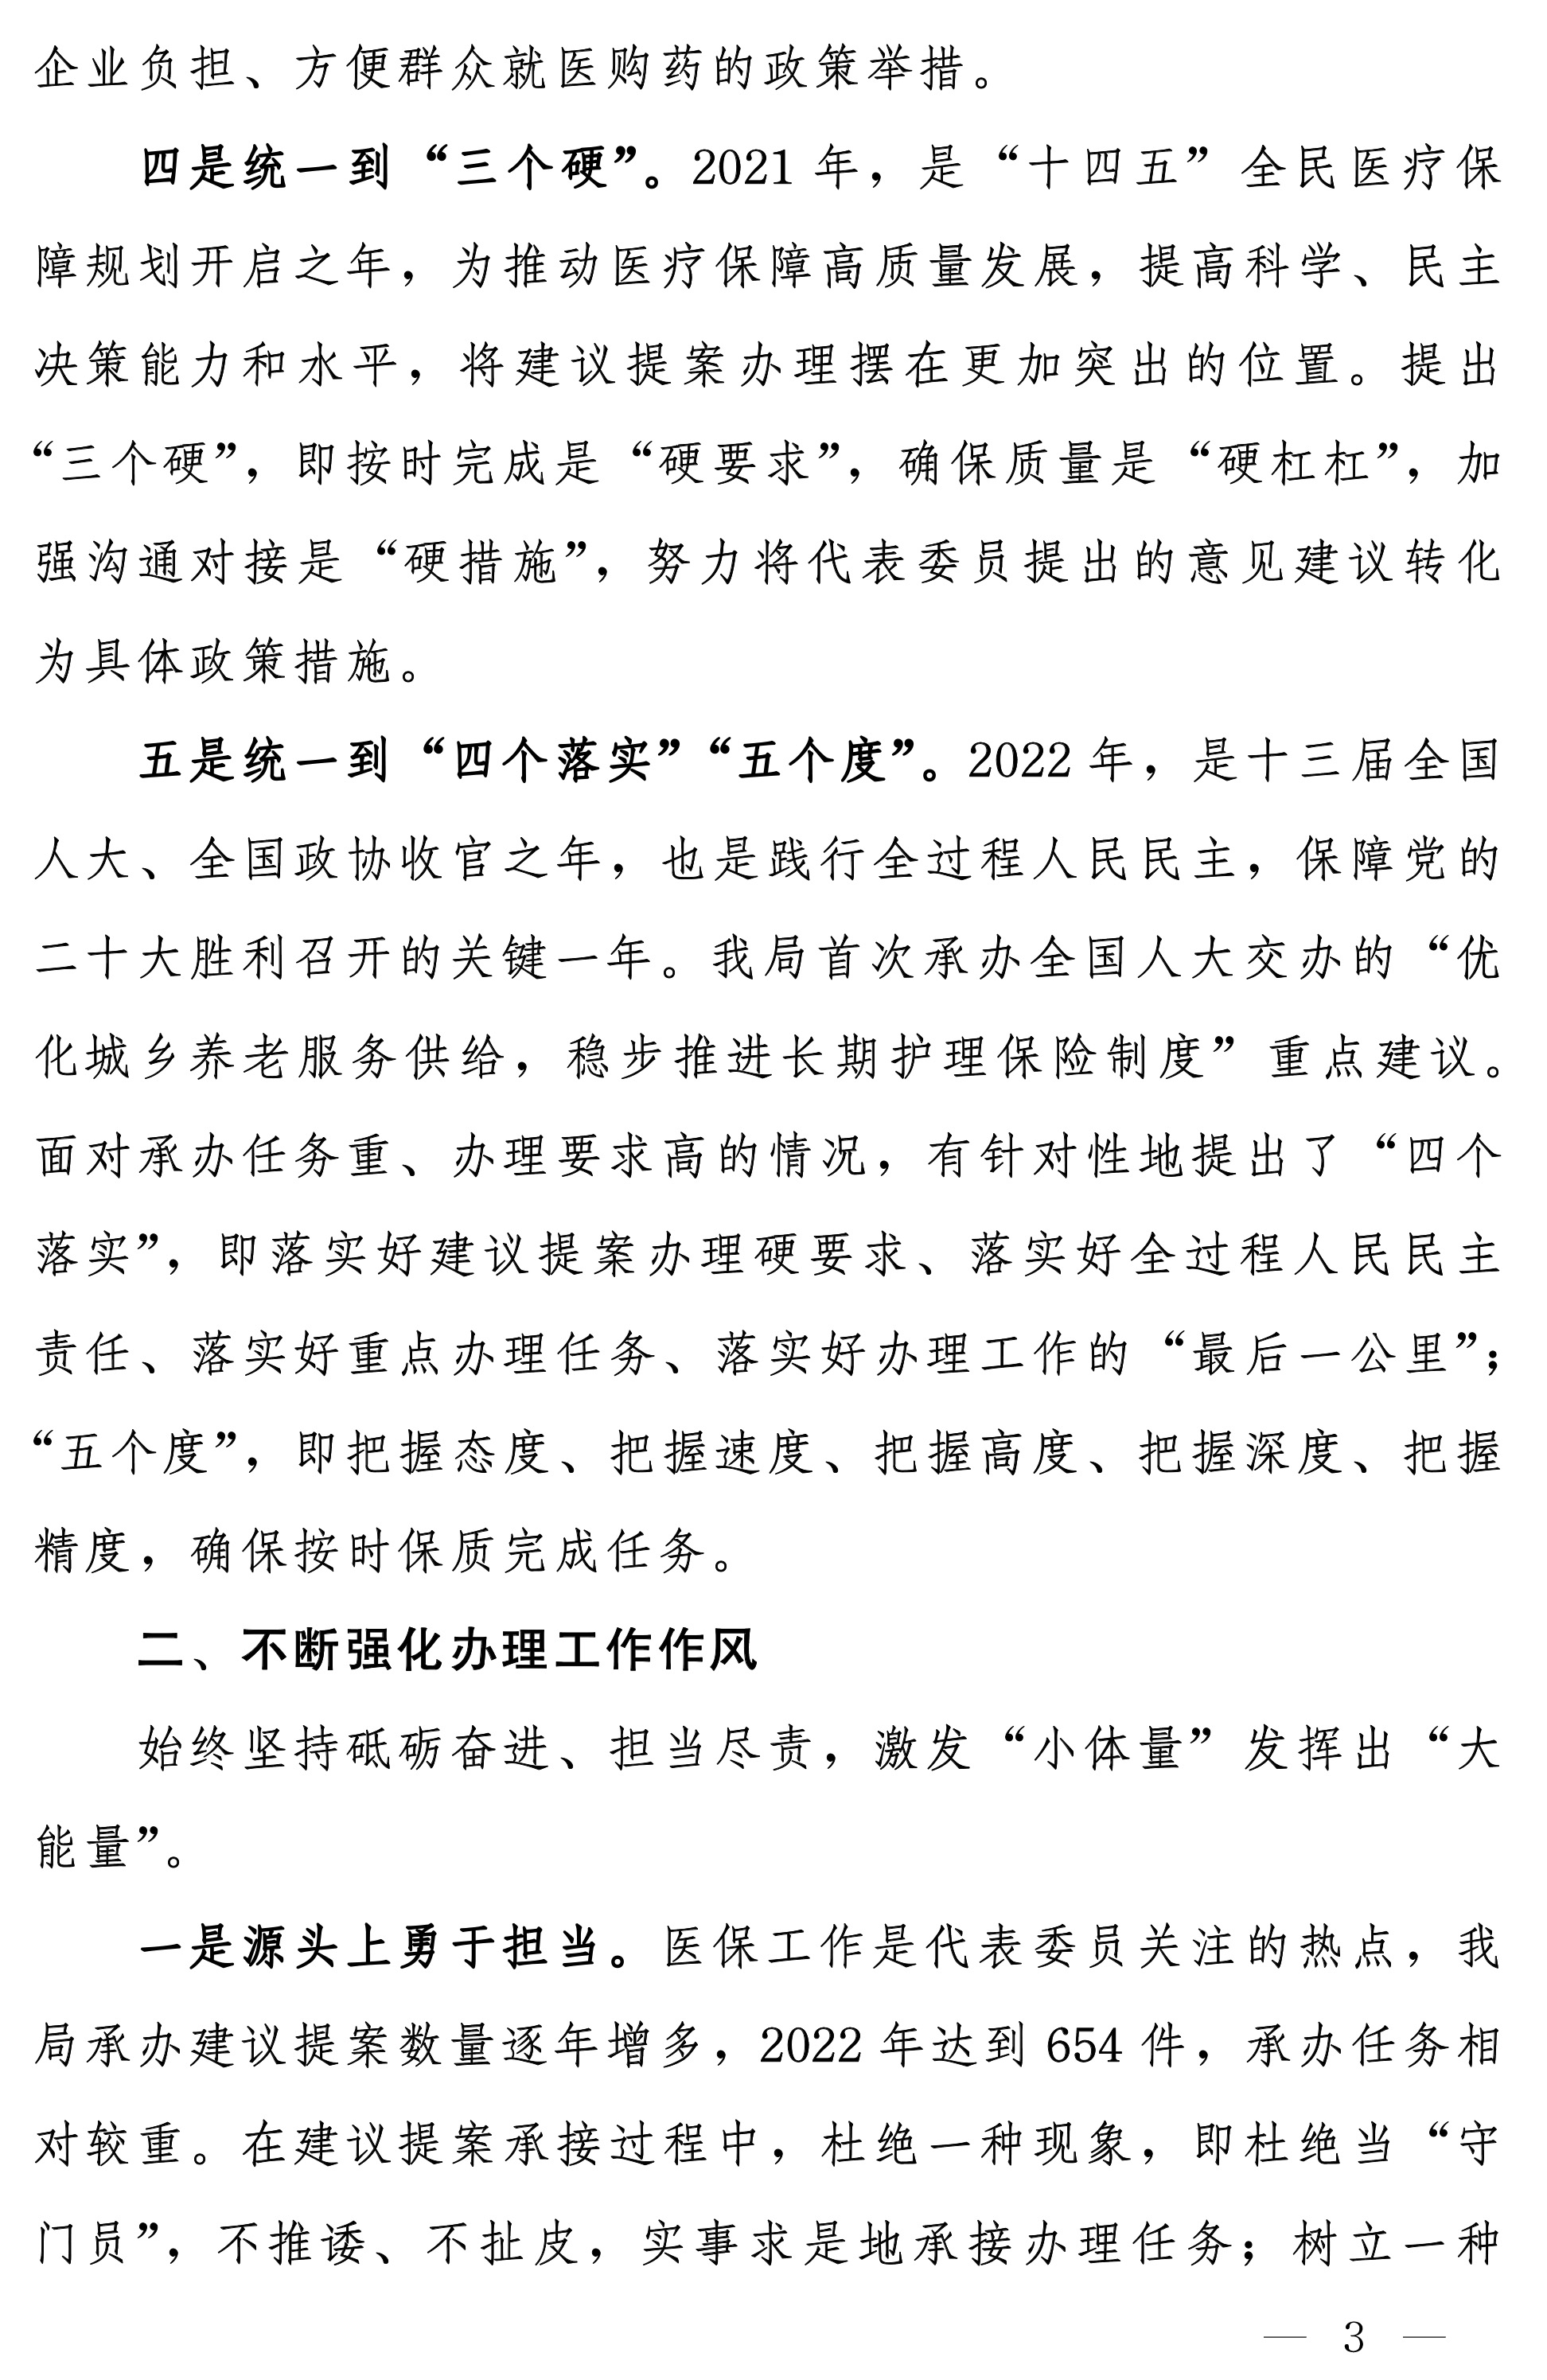 企业负担、方便群众就医购药的政策举措。
四是统一到“三个硬”。2021 年，是“十四五”全民医疗保
障规划开启之年，为推动医疗保障高质量发展，提高科学、民主
决策能力和水平，将建议提案办理摆在更加突出的位置。提出
“三个硬”，即按时完成是“硬要求”，确保质量是“硬杠杠”，加
强沟通对接是“硬措施”，努力将代表委员提出的意见建议转化
为具体政策措施。
五是统一到“四个落实”“五个度”。2022 年，是十三届全国
人大、全国政协收官之年，也是践行全过程人民民主，保障党的
二十大胜利召开的关键一年。我局首次承办全国人大交办的“优
化城乡养老服务供给，稳步推进长期护理保险制度”重点建议。
面对承办任务重、办理要求高的情况，有针对性地提出了“四个
落实”，即落实好建议提案办理硬要求、落实好全过程人民民主
责任、落实好重点办理任务、落实好办理工作的“最后一公里”；
“五个度”，即把握态度、把握速度、把握高度、把握深度、把握
精度，确保按时保质完成任务。
二、不断强化办理工作作风
始终坚持砥砺奋进、担当尽责，激发“小体量”发挥出“大
能量”。
一是源头上勇于担当。医保工作是代表委员关注的热点，我
局承办建议提案数量逐年增多，2022 年达到 654 件，承办任务相
对较重。在建议提案承接过程中，杜绝一种现象，即杜绝当“守
门员”，不推诿、不扯皮，实事求是地承接办理任务；树立一种
— 3 —